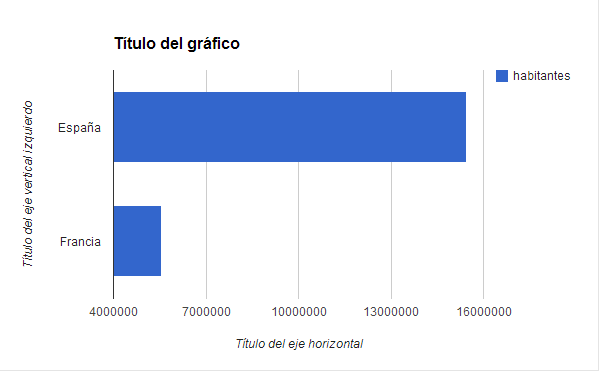 Título del gráfico
habitantes
Título del eje vertical izquierdo
España
Francia
4000000 7000000 10000000 13000000 16000000
Título del eje horizontal